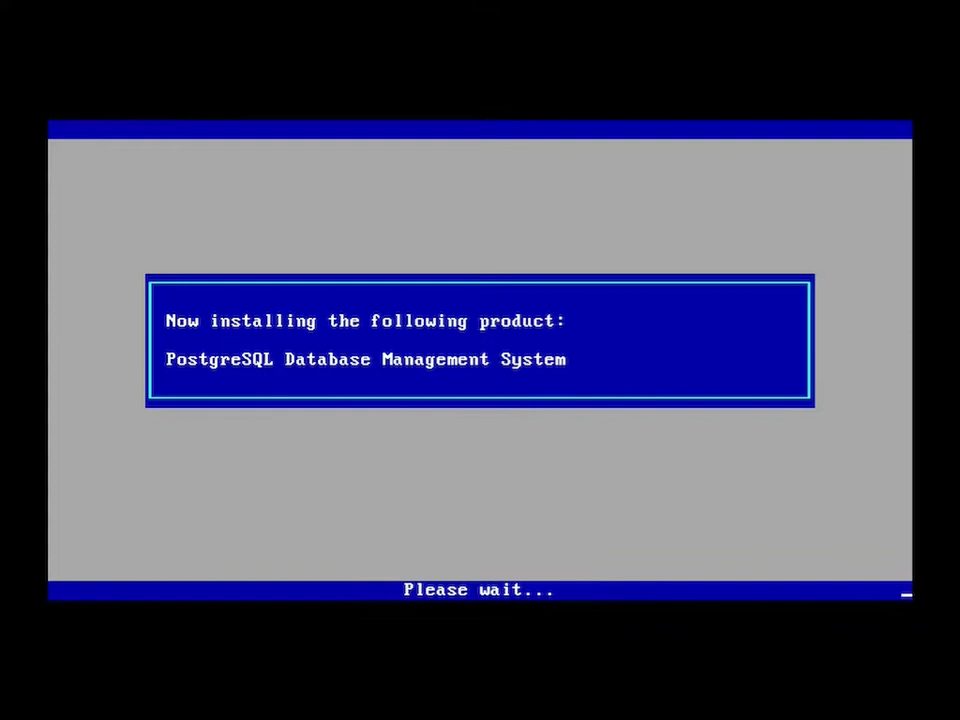 Now installing the following product:
PostgreSQL Database Management System
Please wait...